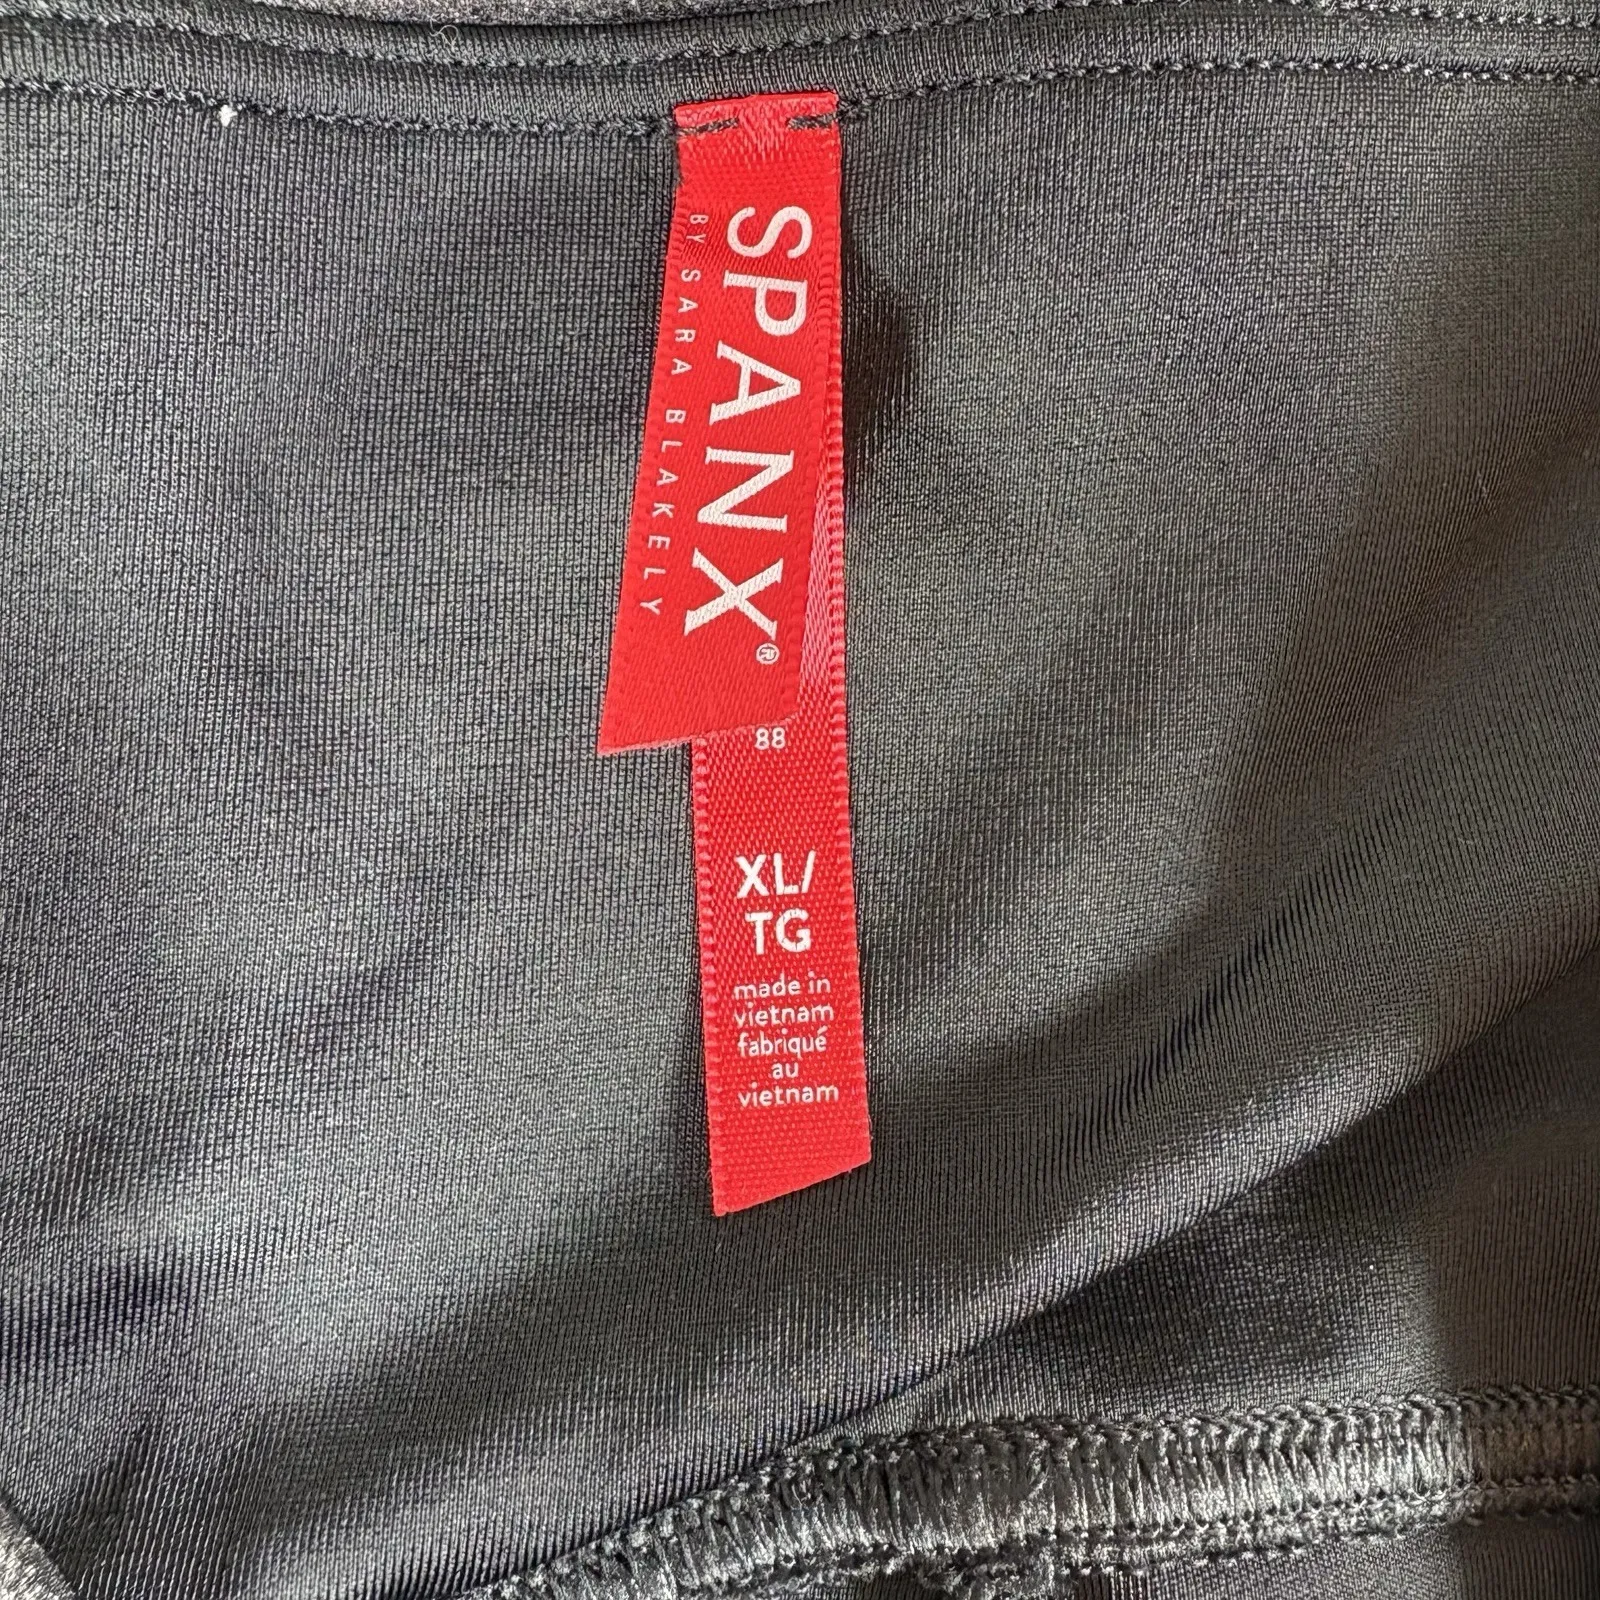 SPANX®
BY SARA BLAKELY
88
XL/
TG
made in
vietnam
fabriqué
au
vietnam